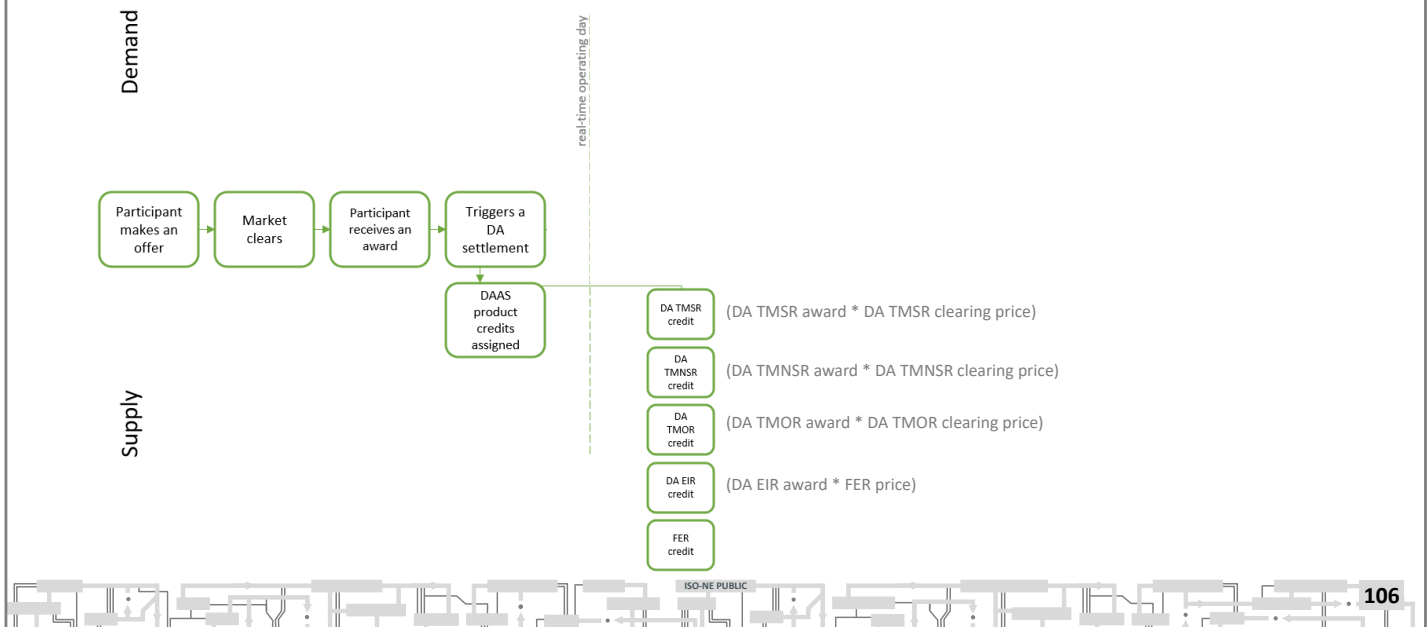 Demand
real-time operating day
Participant
makes an
offer
Market
clears
Participant
receives an
award
Triggers a
DA
settlement
DAAS
product
credits
assigned
DA TMSR
credit
(DA TMSR award * DA TMSR clearing price)
DA
TMNSR
credit
(DA TMNSR award * DA TMNSR clearing price)
DA
TMOR
credit
(DA TMOR award * DA TMOR clearing price)
Supply
DA EIR
credit
(DA EIR award * FER price)
FER
credit
ISO-NE PUBLIC
106